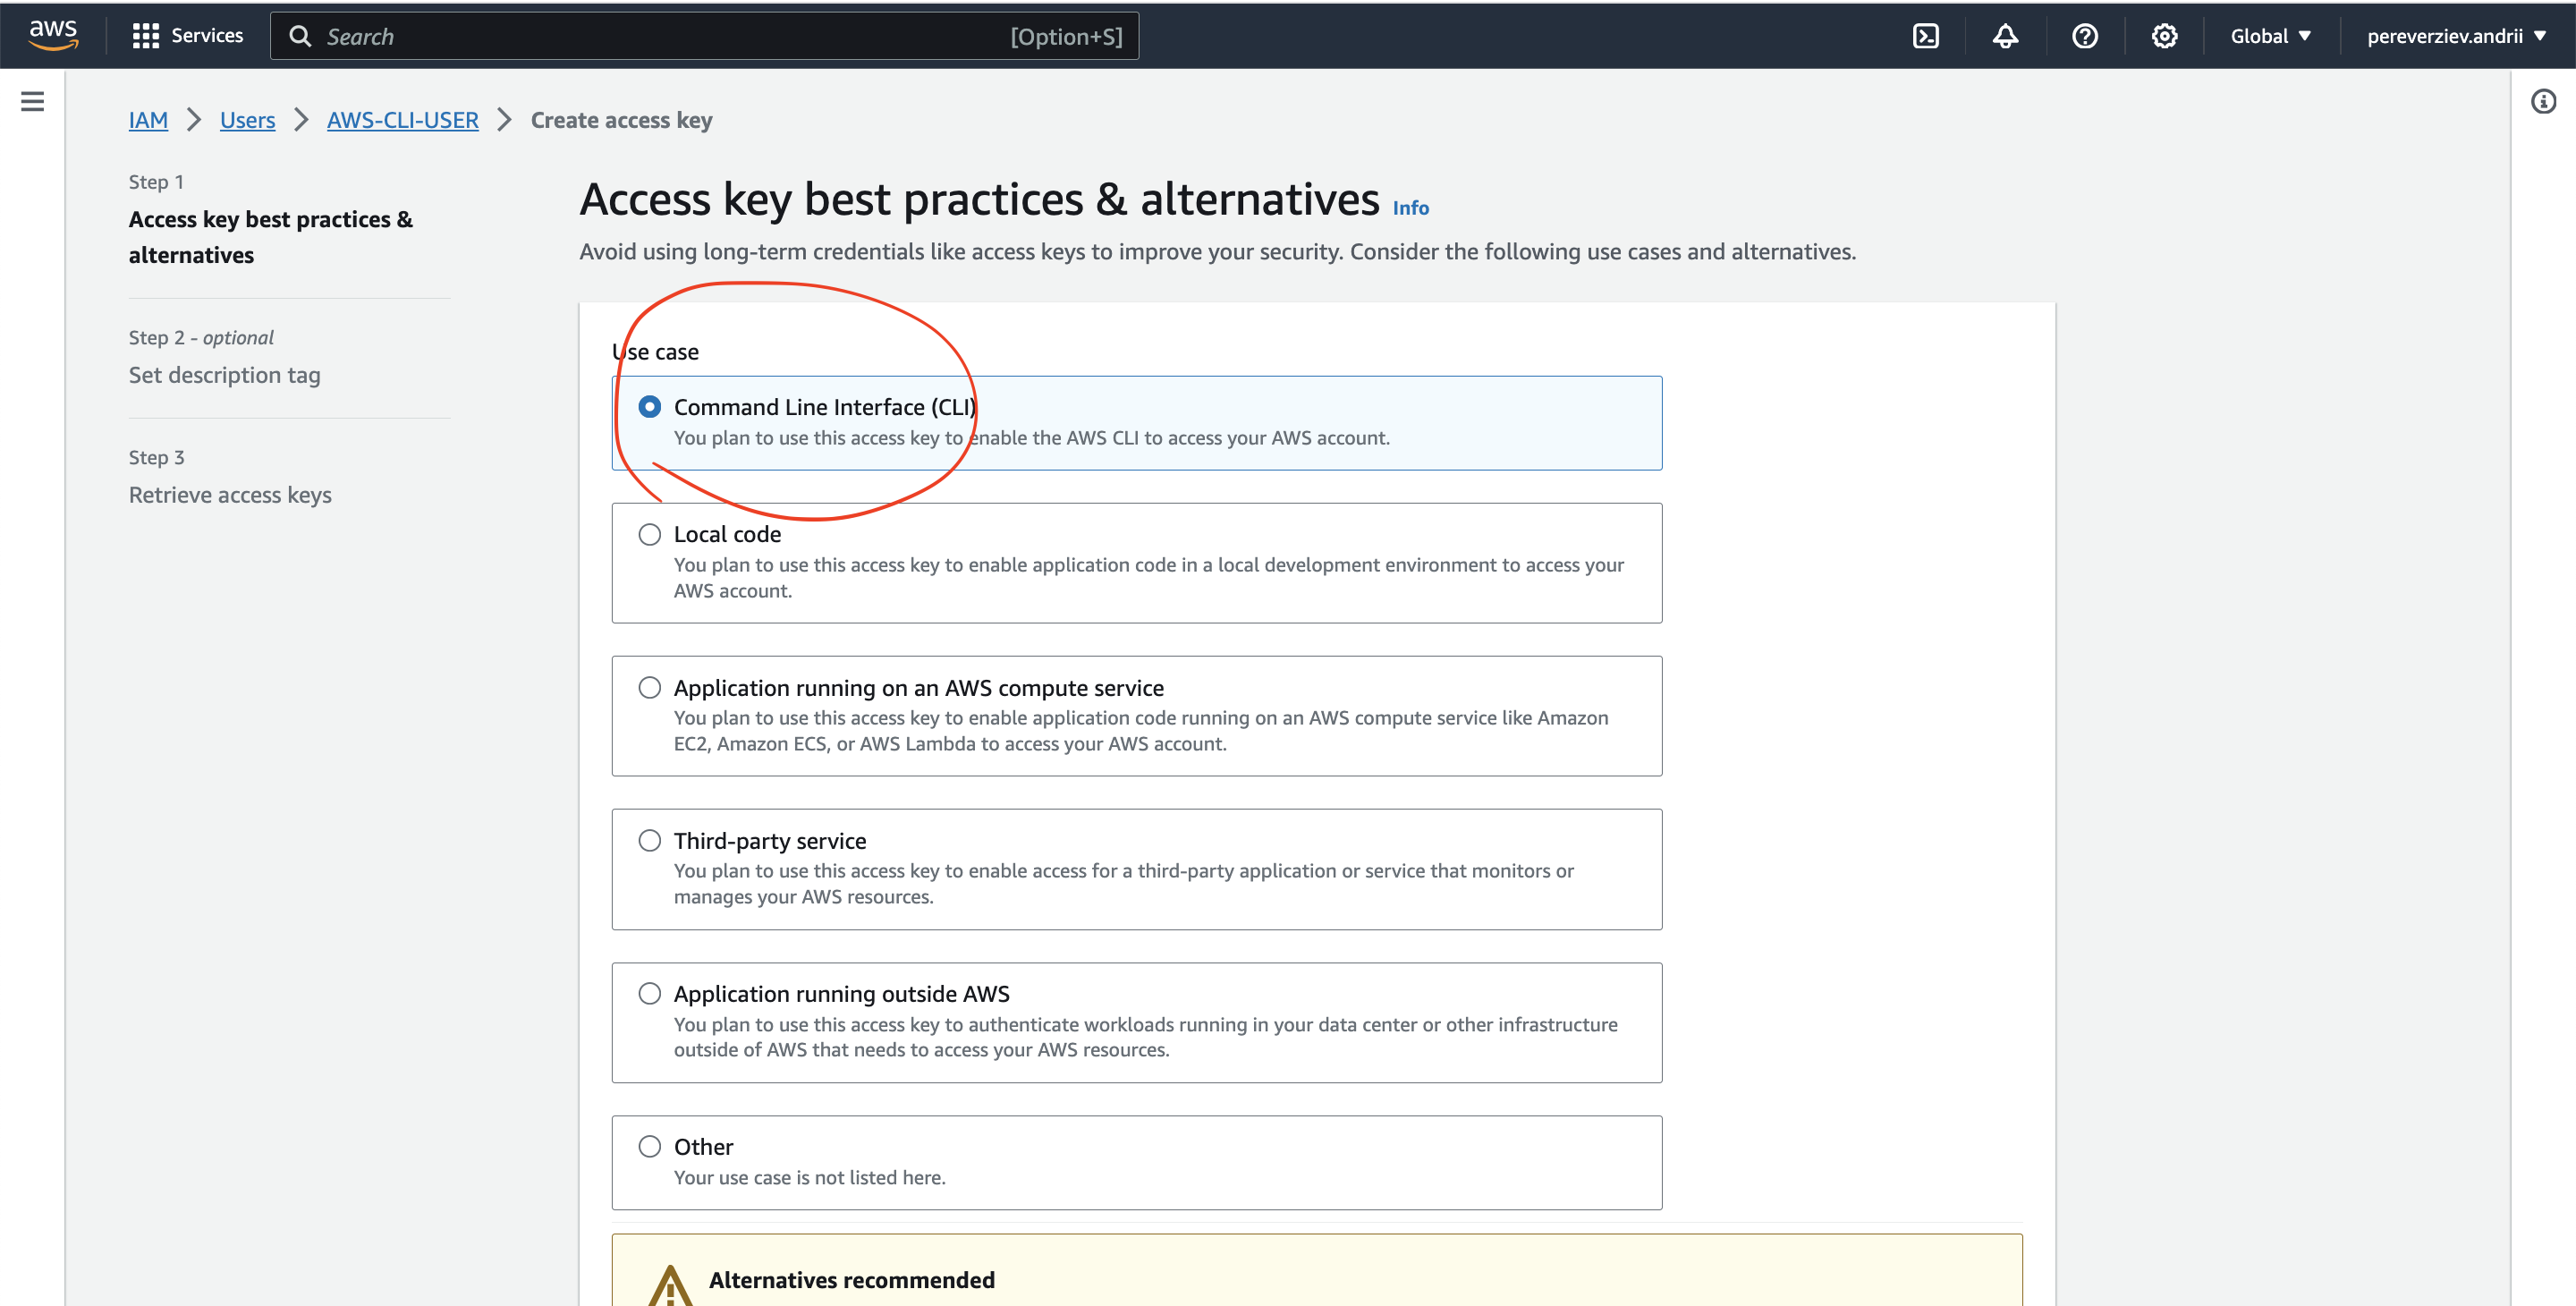 aws
Services
Search
[Option+S]
Global
pereverziev.andrii
IAM
Users
AWS-CLI-USER
Create access key
Step 1
Access key best practices &
alternatives
Step 2 - optional
Set description tag
Step 3
Retrieve access keys
Access key best practices & alternatives Info
Avoid using long-term credentials like access keys to improve your security. Consider the following use cases and alternatives.
Use case
Command Line Interface (CLI)
You plan to use this access key to enable the AWS CLI to access your AWS account.
Local code
You plan to use this access key to enable application code in a local development environment to access your
AWS account.
Application running on an AWS compute service
You plan to use this access key to enable application code running on an AWS compute service like Amazon
EC2, Amazon ECS, or AWS Lambda to access your AWS account.
Third-party service
You plan to use this access key to enable access for a third-party application or service that monitors or
manages your AWS resources.
Application running outside AWS
You plan to use this access key to authenticate workloads running in your data center or other infrastructure
outside of AWS that needs to access your AWS resources.
Other
Your use case is not listed here.
Alternatives recommended